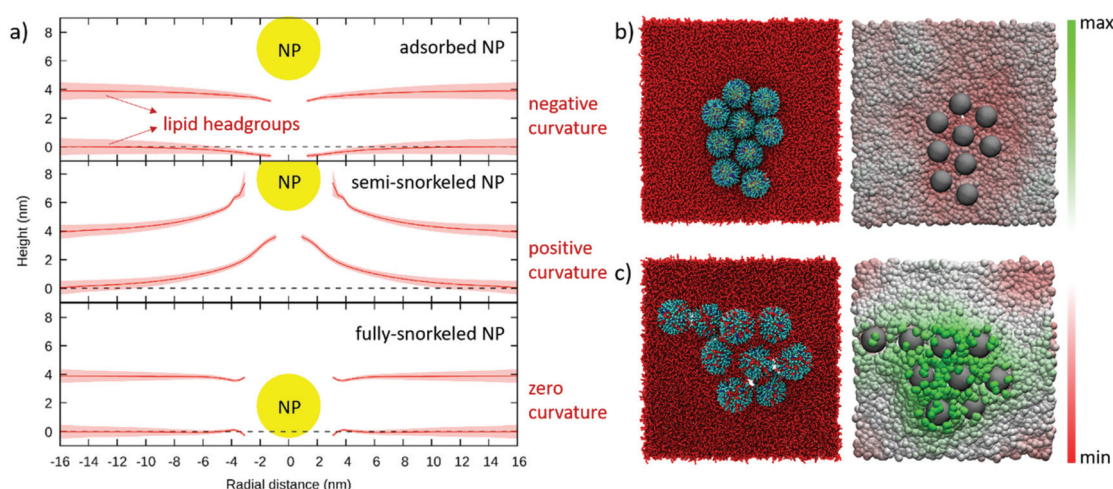 a)
8
6
4
2
0
NP
adsorbed NP
lipid headgroups
negative
curvature
8
6
4
2
0
Height (nm)
NP
semi-snorkeled NP
positive
curvature
8
6
4
2
0
NP
fully-snorkeled NP
zero
curvature
-16 -14 -12 -10 -8 -6 -4 -2 0 2 4 6 8 10 12 14 16
Radial distance (nm)
b)
max
c)
min